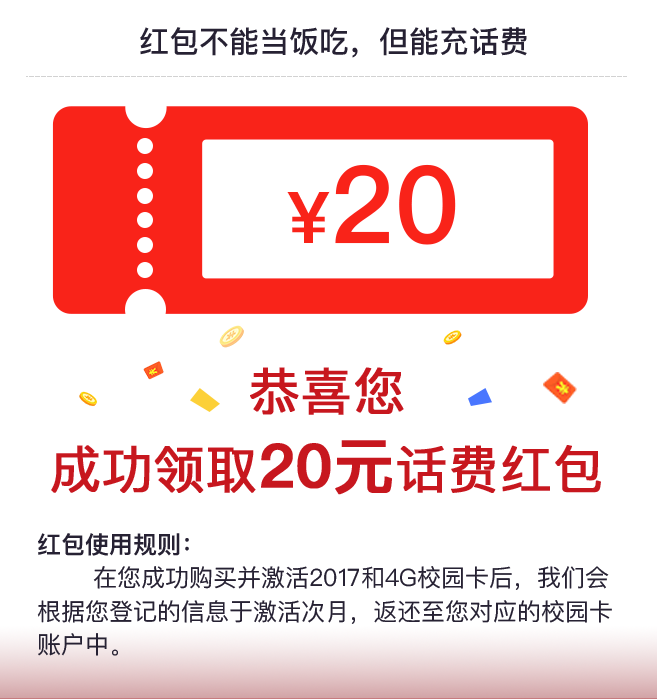 红包不能当饭吃，但能充话费
¥20
恭喜您
成功领取20元话费红包
红包使用规则：
在您成功购买并激活2017和4G校园卡后，我们会
根据您登记的信息于激活次月，返还至您对应的校园卡
账户中。